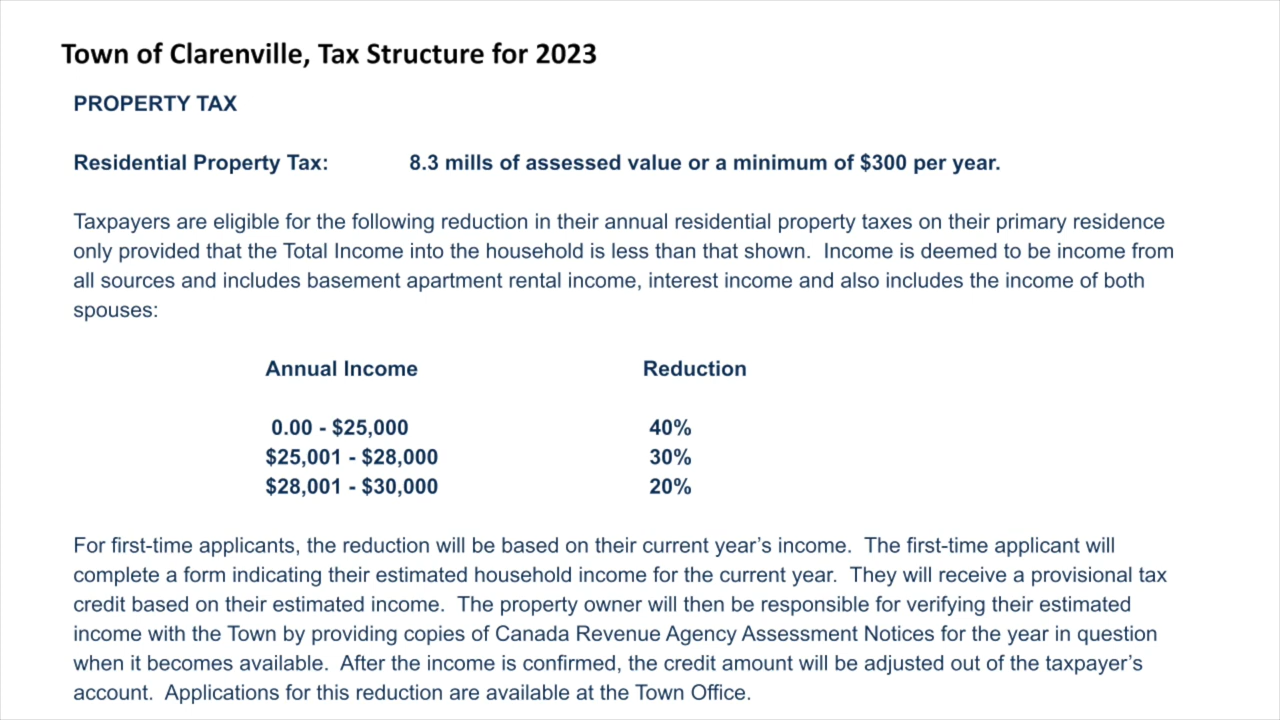 Town of Clarenville, Tax Structure for 2023
PROPERTY TAX
Residential Property Tax: 8.3 mills of assessed value or a minimum of $300 per year.
Taxpayers are eligible for the following reduction in their annual residential property taxes on their primary residence
only provided that the Total Income into the household is less than that shown. Income is deemed to be income from
all sources and includes basement apartment rental income, interest income and also includes the income of both
spouses:
Annual Income Reduction
0.00 - $25,000 40%
$25,001 - $28,000 30%
$28,001 - $30,000 20%
For first-time applicants, the reduction will be based on their current year’s income. The first-time applicant will
complete a form indicating their estimated household income for the current year. They will receive a provisional tax
credit based on their estimated income. The property owner will then be responsible for verifying their estimated
income with the Town by providing copies of Canada Revenue Agency Assessment Notices for the year in question
when it becomes available. After the income is confirmed, the credit amount will be adjusted out of the taxpayer’s
account. Applications for this reduction are available at the Town Office.